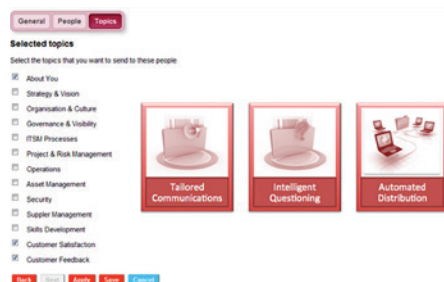 General People Topics
Selected topics
Select the topics that you want to send to these people
About You
Strategy & Vision
Organisation & Culture
Governance & Visibility
ITSM Processes
Project & Risk Management
Operations
Asset Management
Security
Suppler Management
Skills Development
Customer Satisfaction
Customer Feedback
Tailored
Communications
Intelligent
Questioning
Automated
Distribution
Back Next Apply Save Cancel